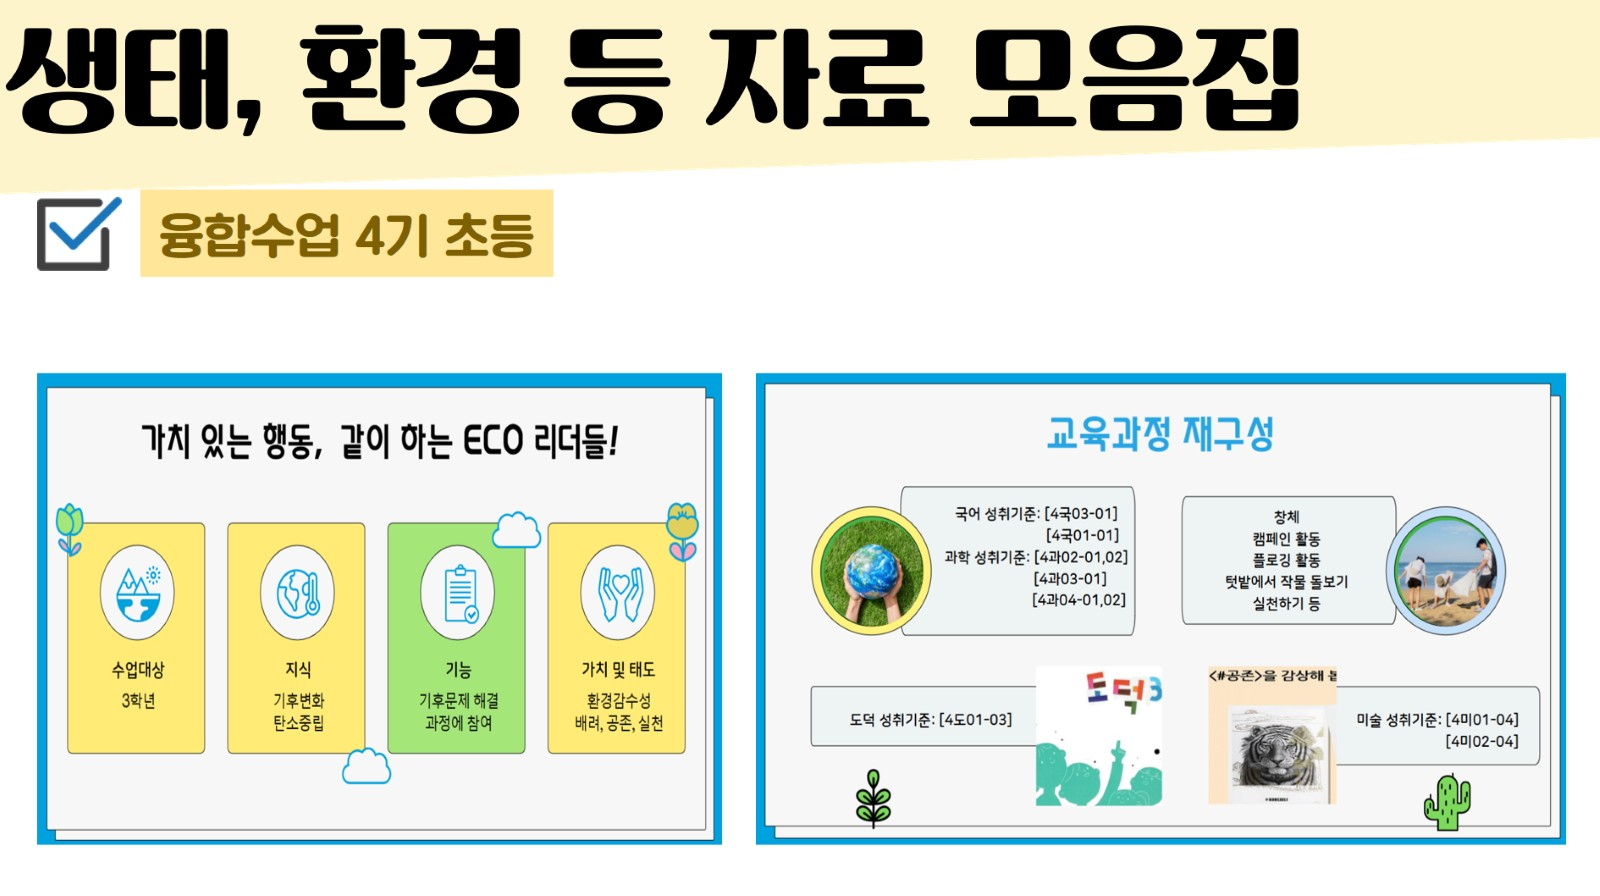 생태, 환경 등 자료 모음집
융합수업 4기 초등
가치 있는 행동, 같이 하는 ECO 리더들!
수업대상
3학년
지식
기후변화
탄소중립
기능
기후문제 해결
과정에 참여
가치 및 태도
환경감수성
배려, 공존, 실천
교육과정 재구성
국어 성취기준: [4국03-01]
[4국01-01]
과학 성취기준: [4과02-01,02]
[4과03-01]
[4과04-01,02]
창체
캠페인 활동
플로깅 활동
텃밭에서 작물 돌보기
실천하기 등
도덕 성취기준: [4도01-03]
도덕3
<#공존>을 감상해
미술 성취기준: [4미01-04]
[4미02-04]